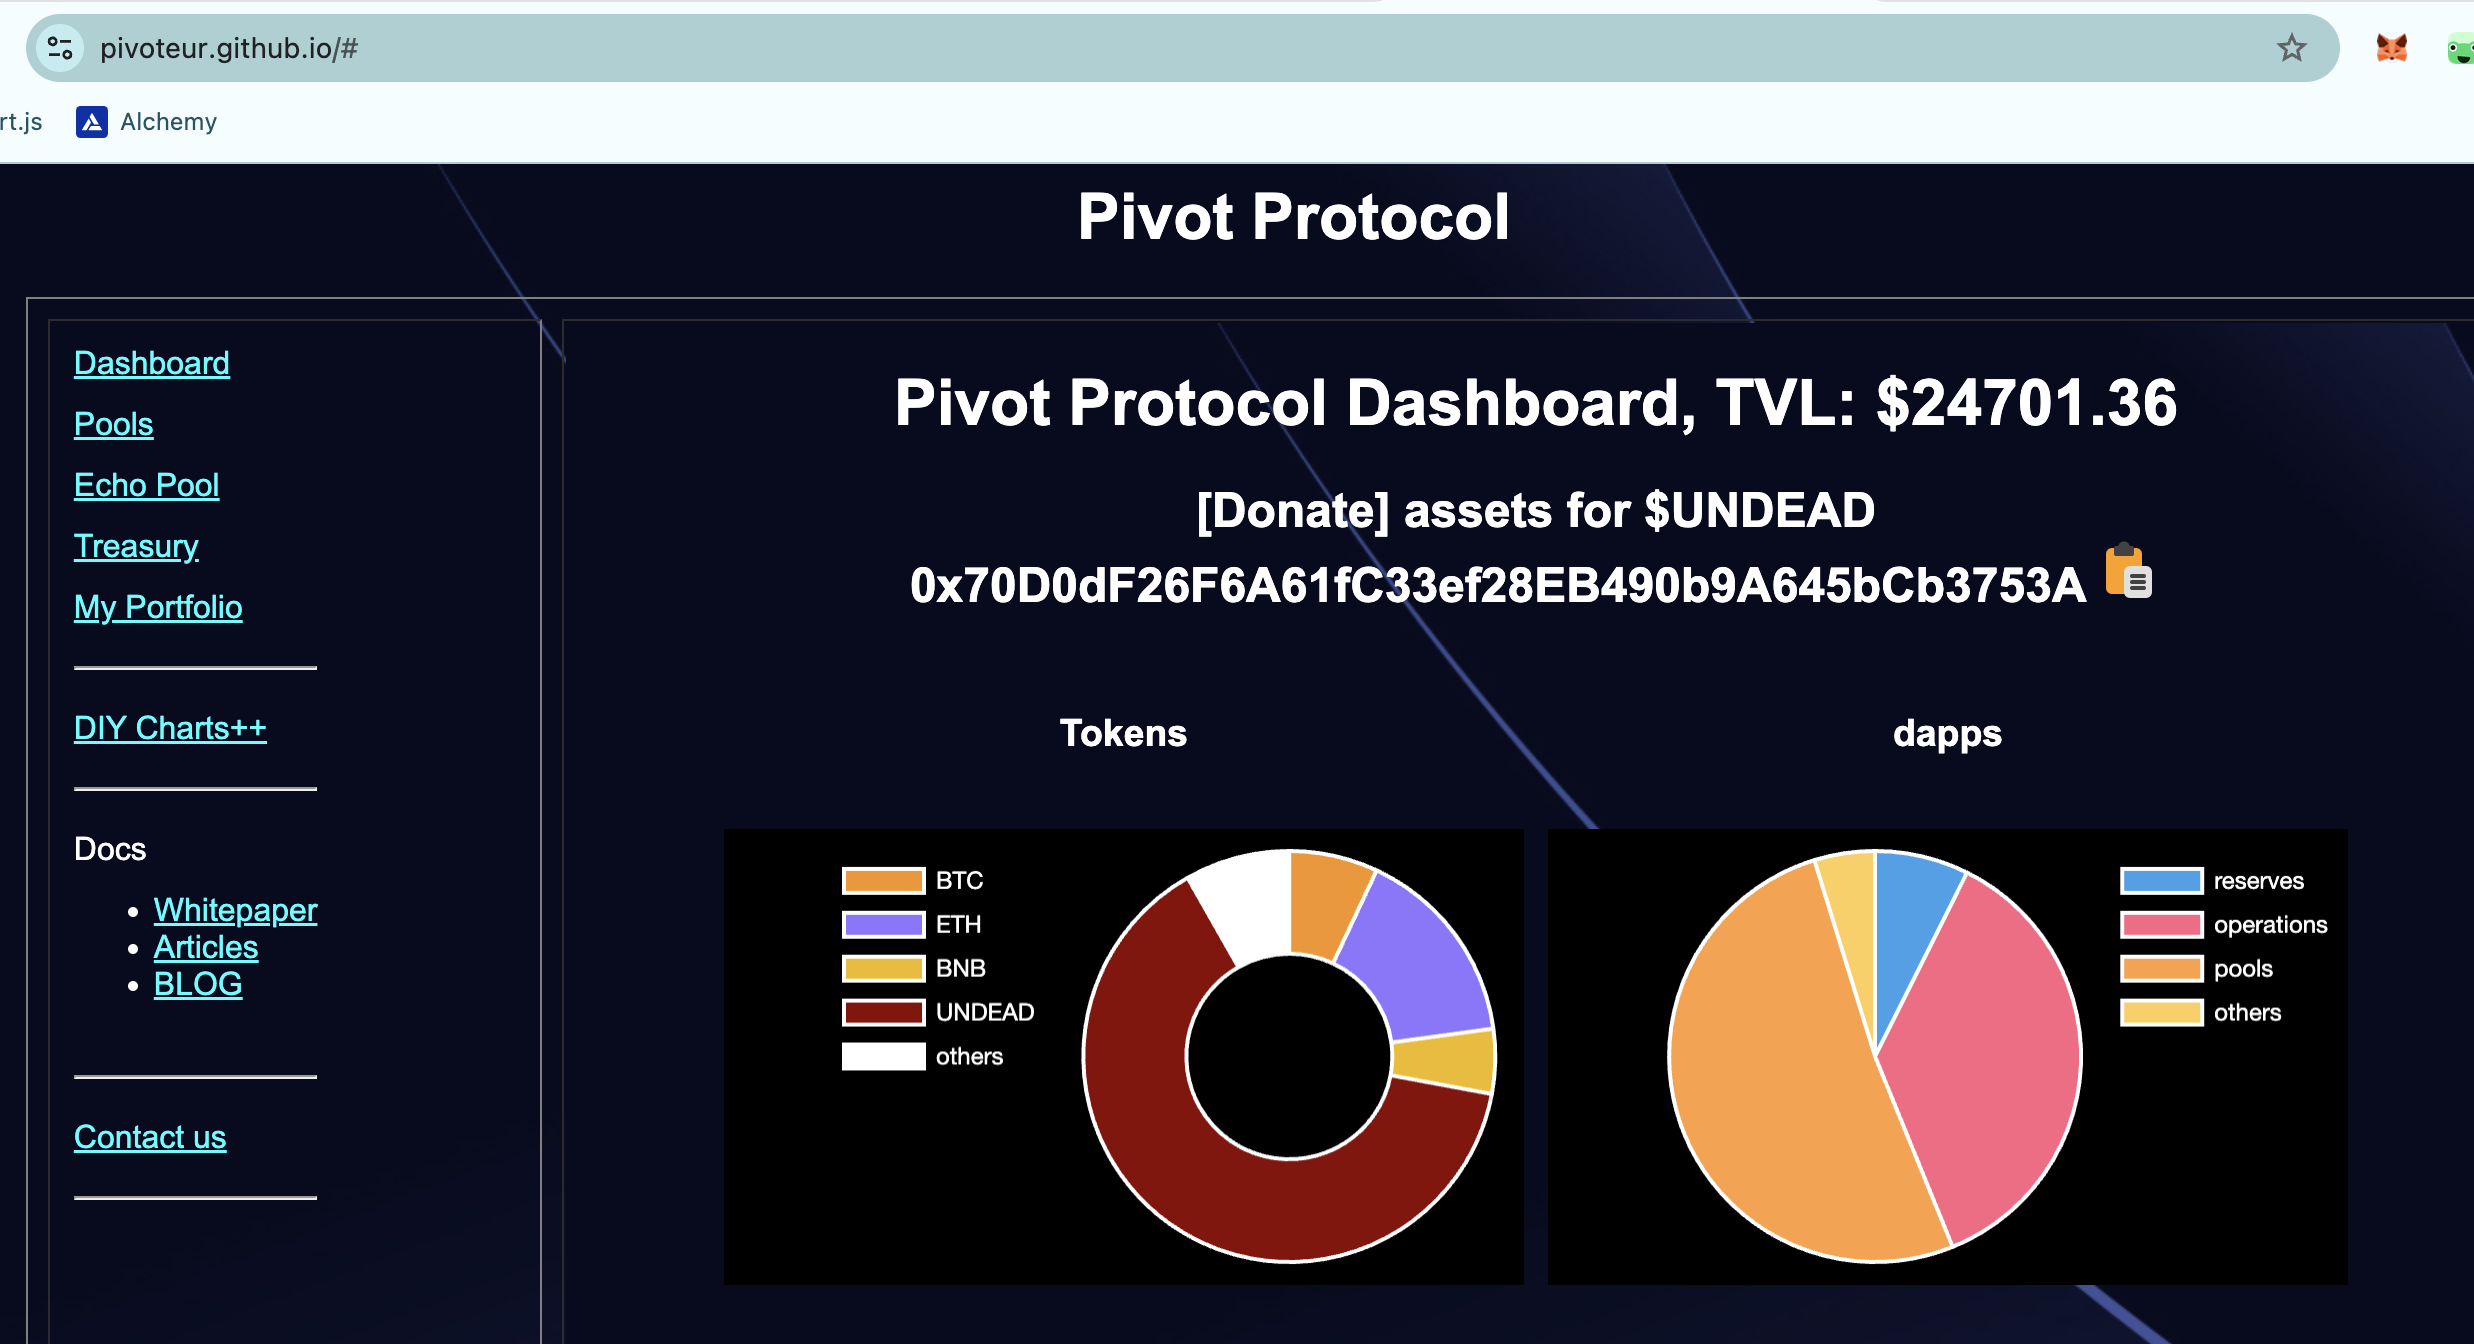 pivoteur.github.io/#
rt.js
Alchemy
Pivot Protocol
Dashboard
Pools
Echo Pool
Treasury
My Portfolio
DIY Charts++
Docs
Whitepaper
Articles
BLOG
Contact us
Pivot Protocol Dashboard, TVL: $24701.36
[Donate] assets for $UNDEAD
0x70D0dF26F6A61fC33ef28EB490b9A645bCb3753A
Tokens
BTC
ETH
BNB
UNDEAD
others
dapps
reserves
operations
pools
others